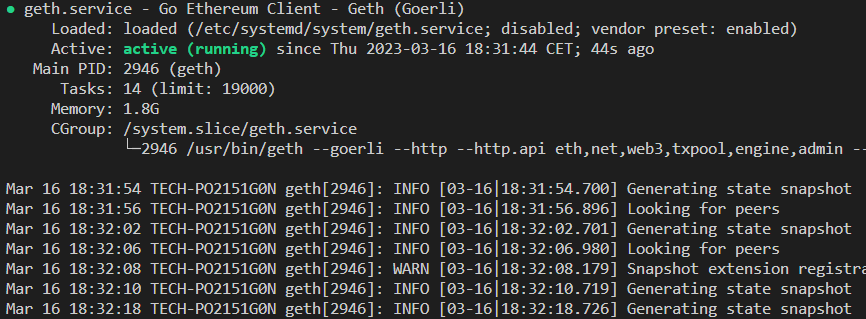 ● geth.service - Go Ethereum Client - Geth (Goerli)
Loaded: loaded (/etc/systemd/system/geth.service; disabled; vendor preset: enabled)
Active: active (running) since Thu 2023-03-16 18:31:44 CET; 44s ago
Main PID: 2946 (geth)
Tasks: 14 (limit: 19000)
Memory: 1.8G
CGroup: /system.slice/geth.service
└─2946 /usr/bin/geth --goerli --http --http.api eth,net,web3,txpool,engine,admin --
Mar 16 18:31:54 TECH-PO2151G0N geth[2946]: INFO [03-16|18:31:54.700] Generating state snapshot
Mar 16 18:31:56 TECH-PO2151G0N geth[2946]: INFO [03-16|18:31:56.896] Looking for peers
Mar 16 18:32:02 TECH-PO2151G0N geth[2946]: INFO [03-16|18:32:02.701] Generating state snapshot
Mar 16 18:32:06 TECH-PO2151G0N geth[2946]: INFO [03-16|18:32:06.980] Looking for peers
Mar 16 18:32:08 TECH-PO2151G0N geth[2946]: WARN [03-16|18:32:08.179] Snapshot extension registra
Mar 16 18:32:10 TECH-PO2151G0N geth[2946]: INFO [03-16|18:32:10.719] Generating state snapshot
Mar 16 18:32:18 TECH-PO2151G0N geth[2946]: INFO [03-16|18:32:18.726] Generating state snapshot